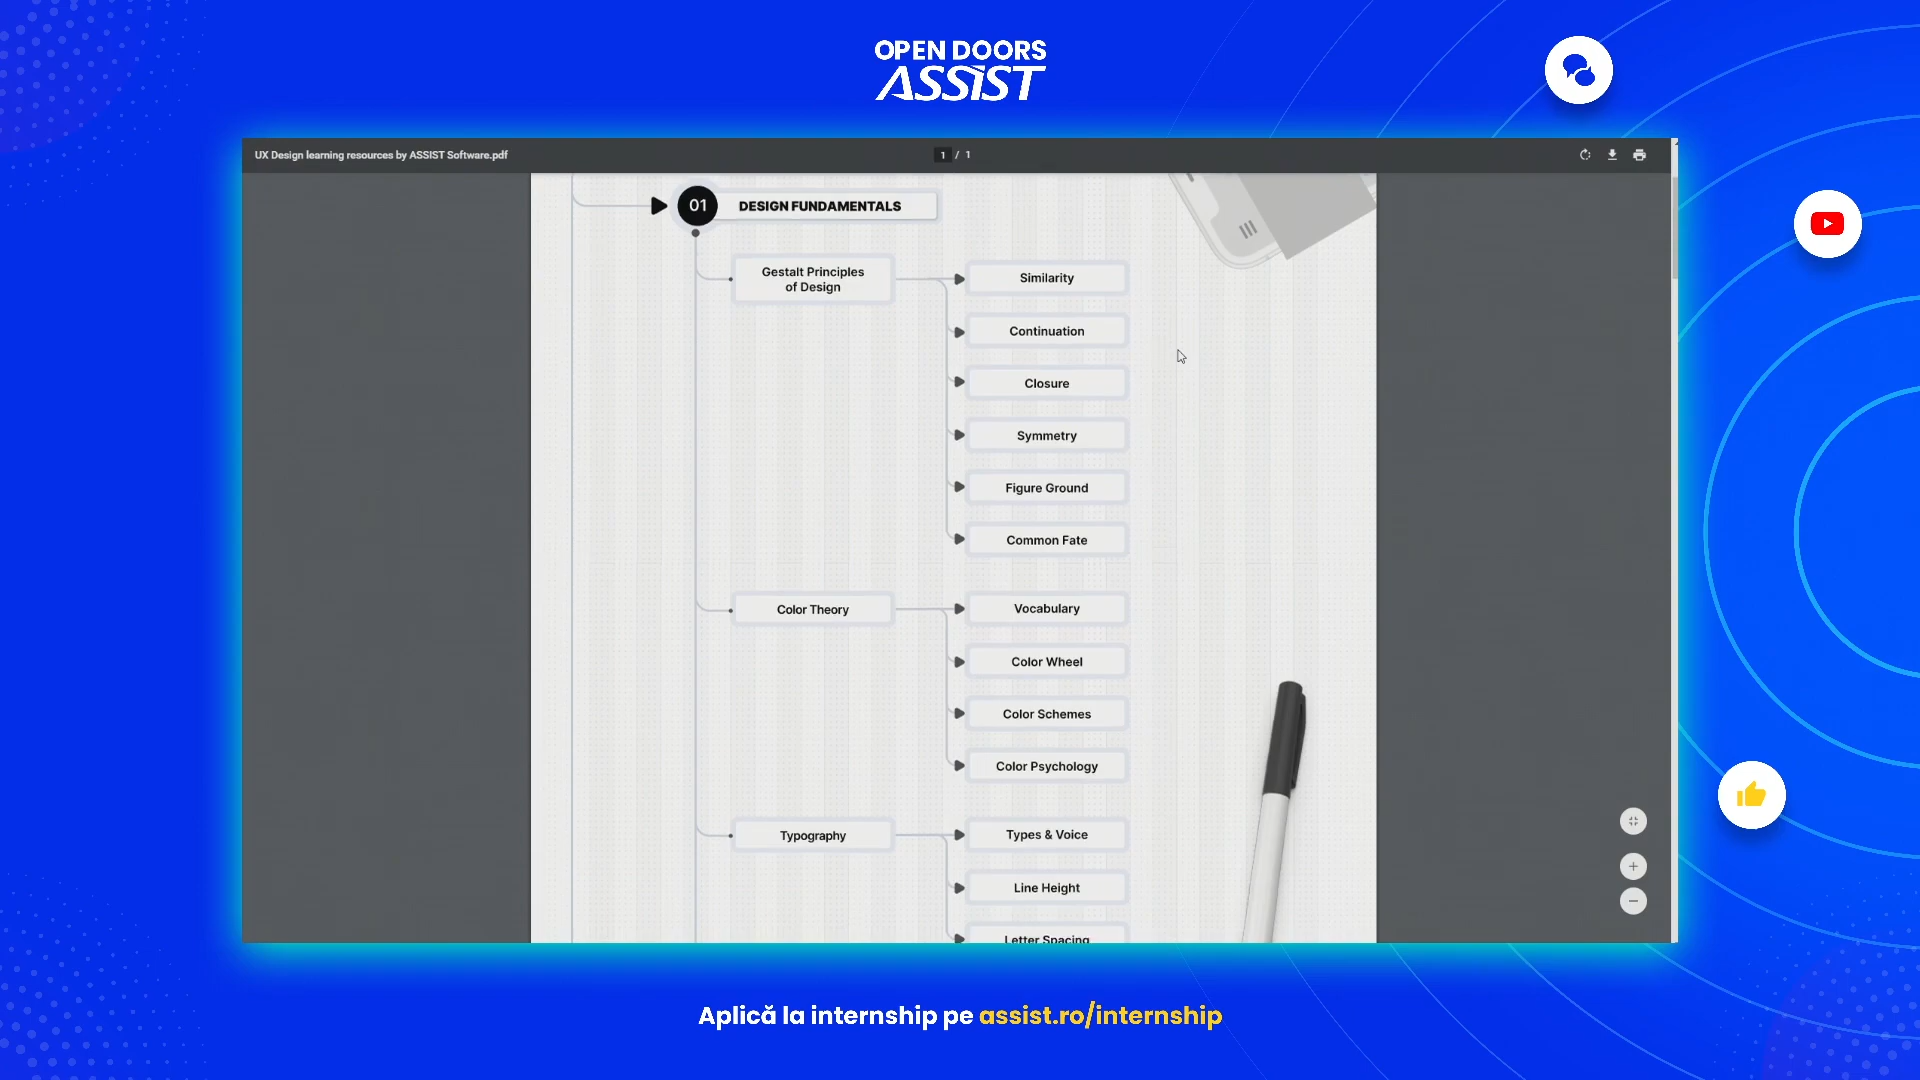 OPEN DOORS
ASSIST
UX Design learning resources by ASSIST Software.pdf
1 / 1
01
DESIGN FUNDAMENTALS
Gestalt Principles
of Design
Similarity
Continuation
Closure
Symmetry
Figure Ground
Common Fate
Color Theory
Vocabulary
Color Wheel
Color Schemes
Color Psychology
Typography
Types & Voice
Line Height
Letter Spacing
Aplică la internship pe assist.ro/internship